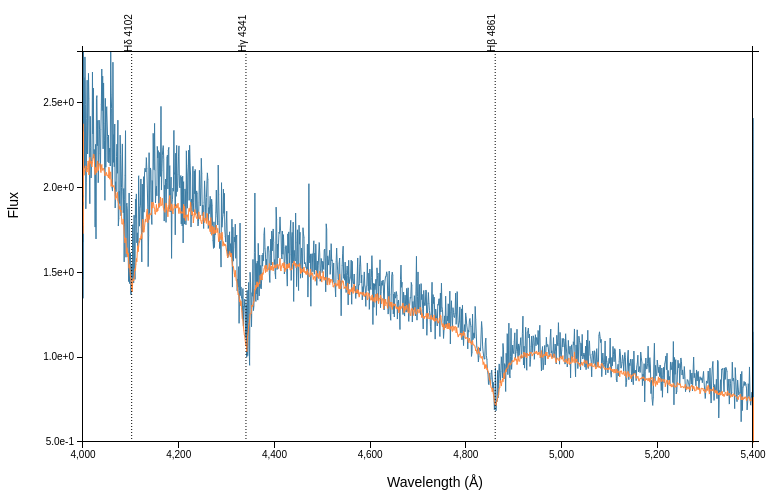 Hδ 4102
Hγ 4341
Hβ 4861
2.5e+0
2.0e+0
1.5e+0
1.0e+0
5.0e-1
Flux
4,000
4,200
4,400
4,600
4,800
5,000
5,200
5,400
Wavelength (Å)